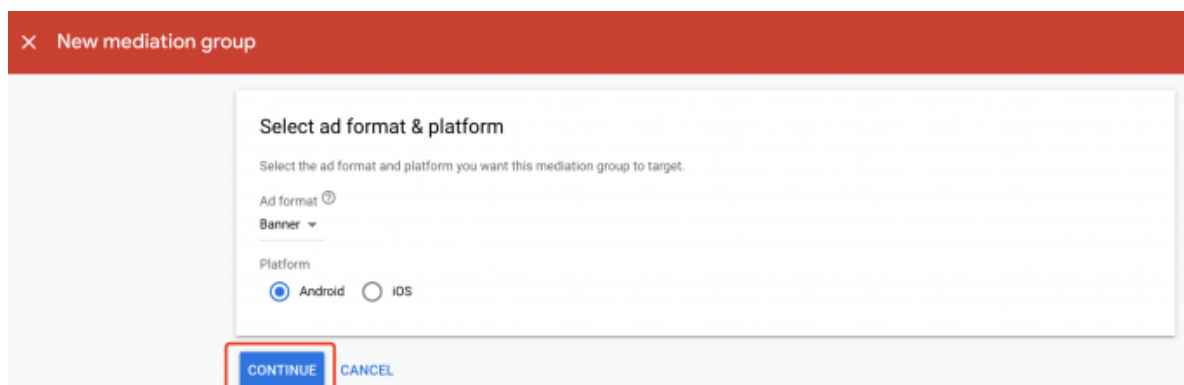 × New mediation group
Select ad format & platform
Select the ad format and platform you want this mediation group to target.
Ad format ?
Banner
Platform
Android iOS
CONTINUE CANCEL